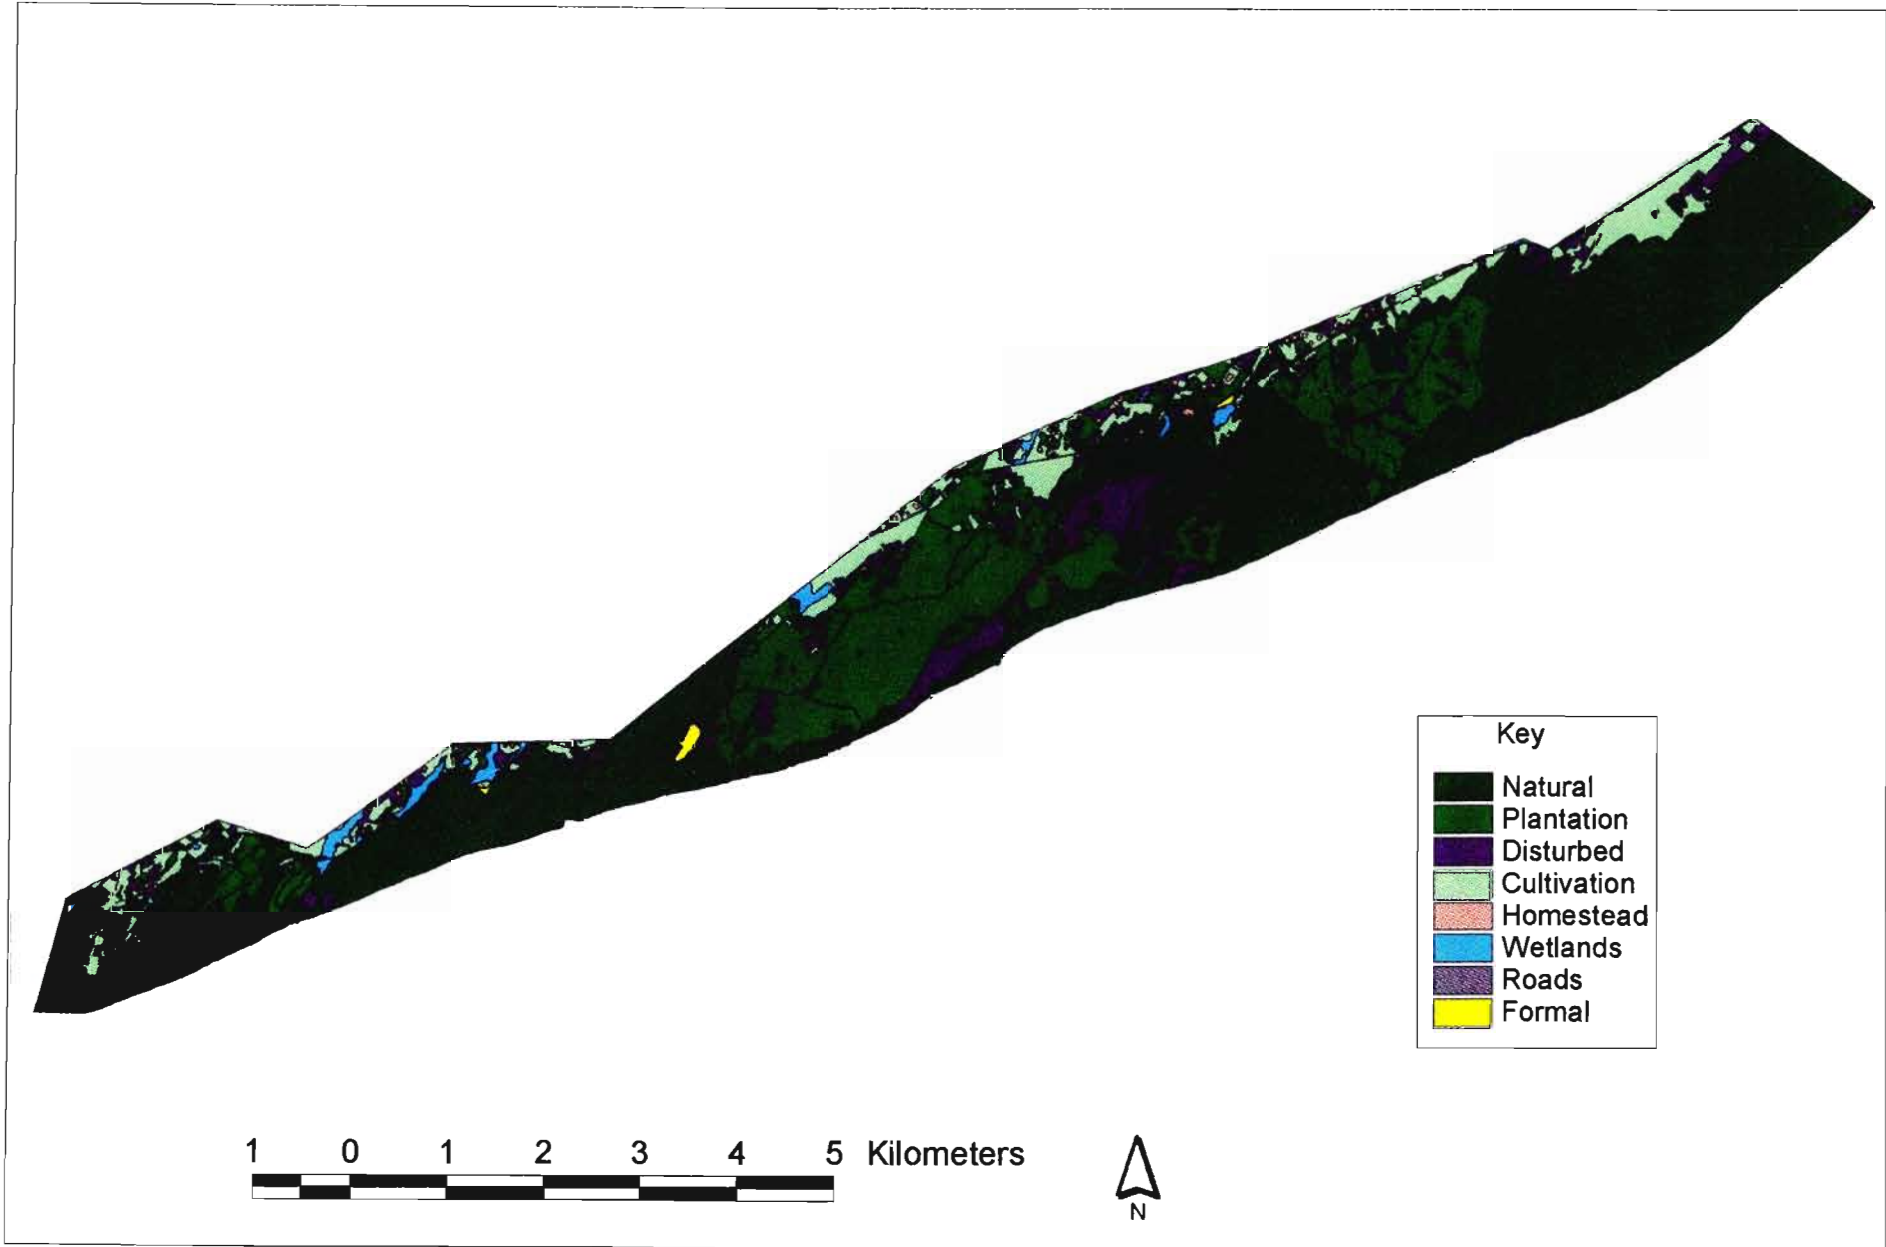 Key
Natural
Plantation
Disturbed
Cultivation
Homestead
Wetlands
Roads
Formal
1 0 1 2 3 4 5 Kilometers
N